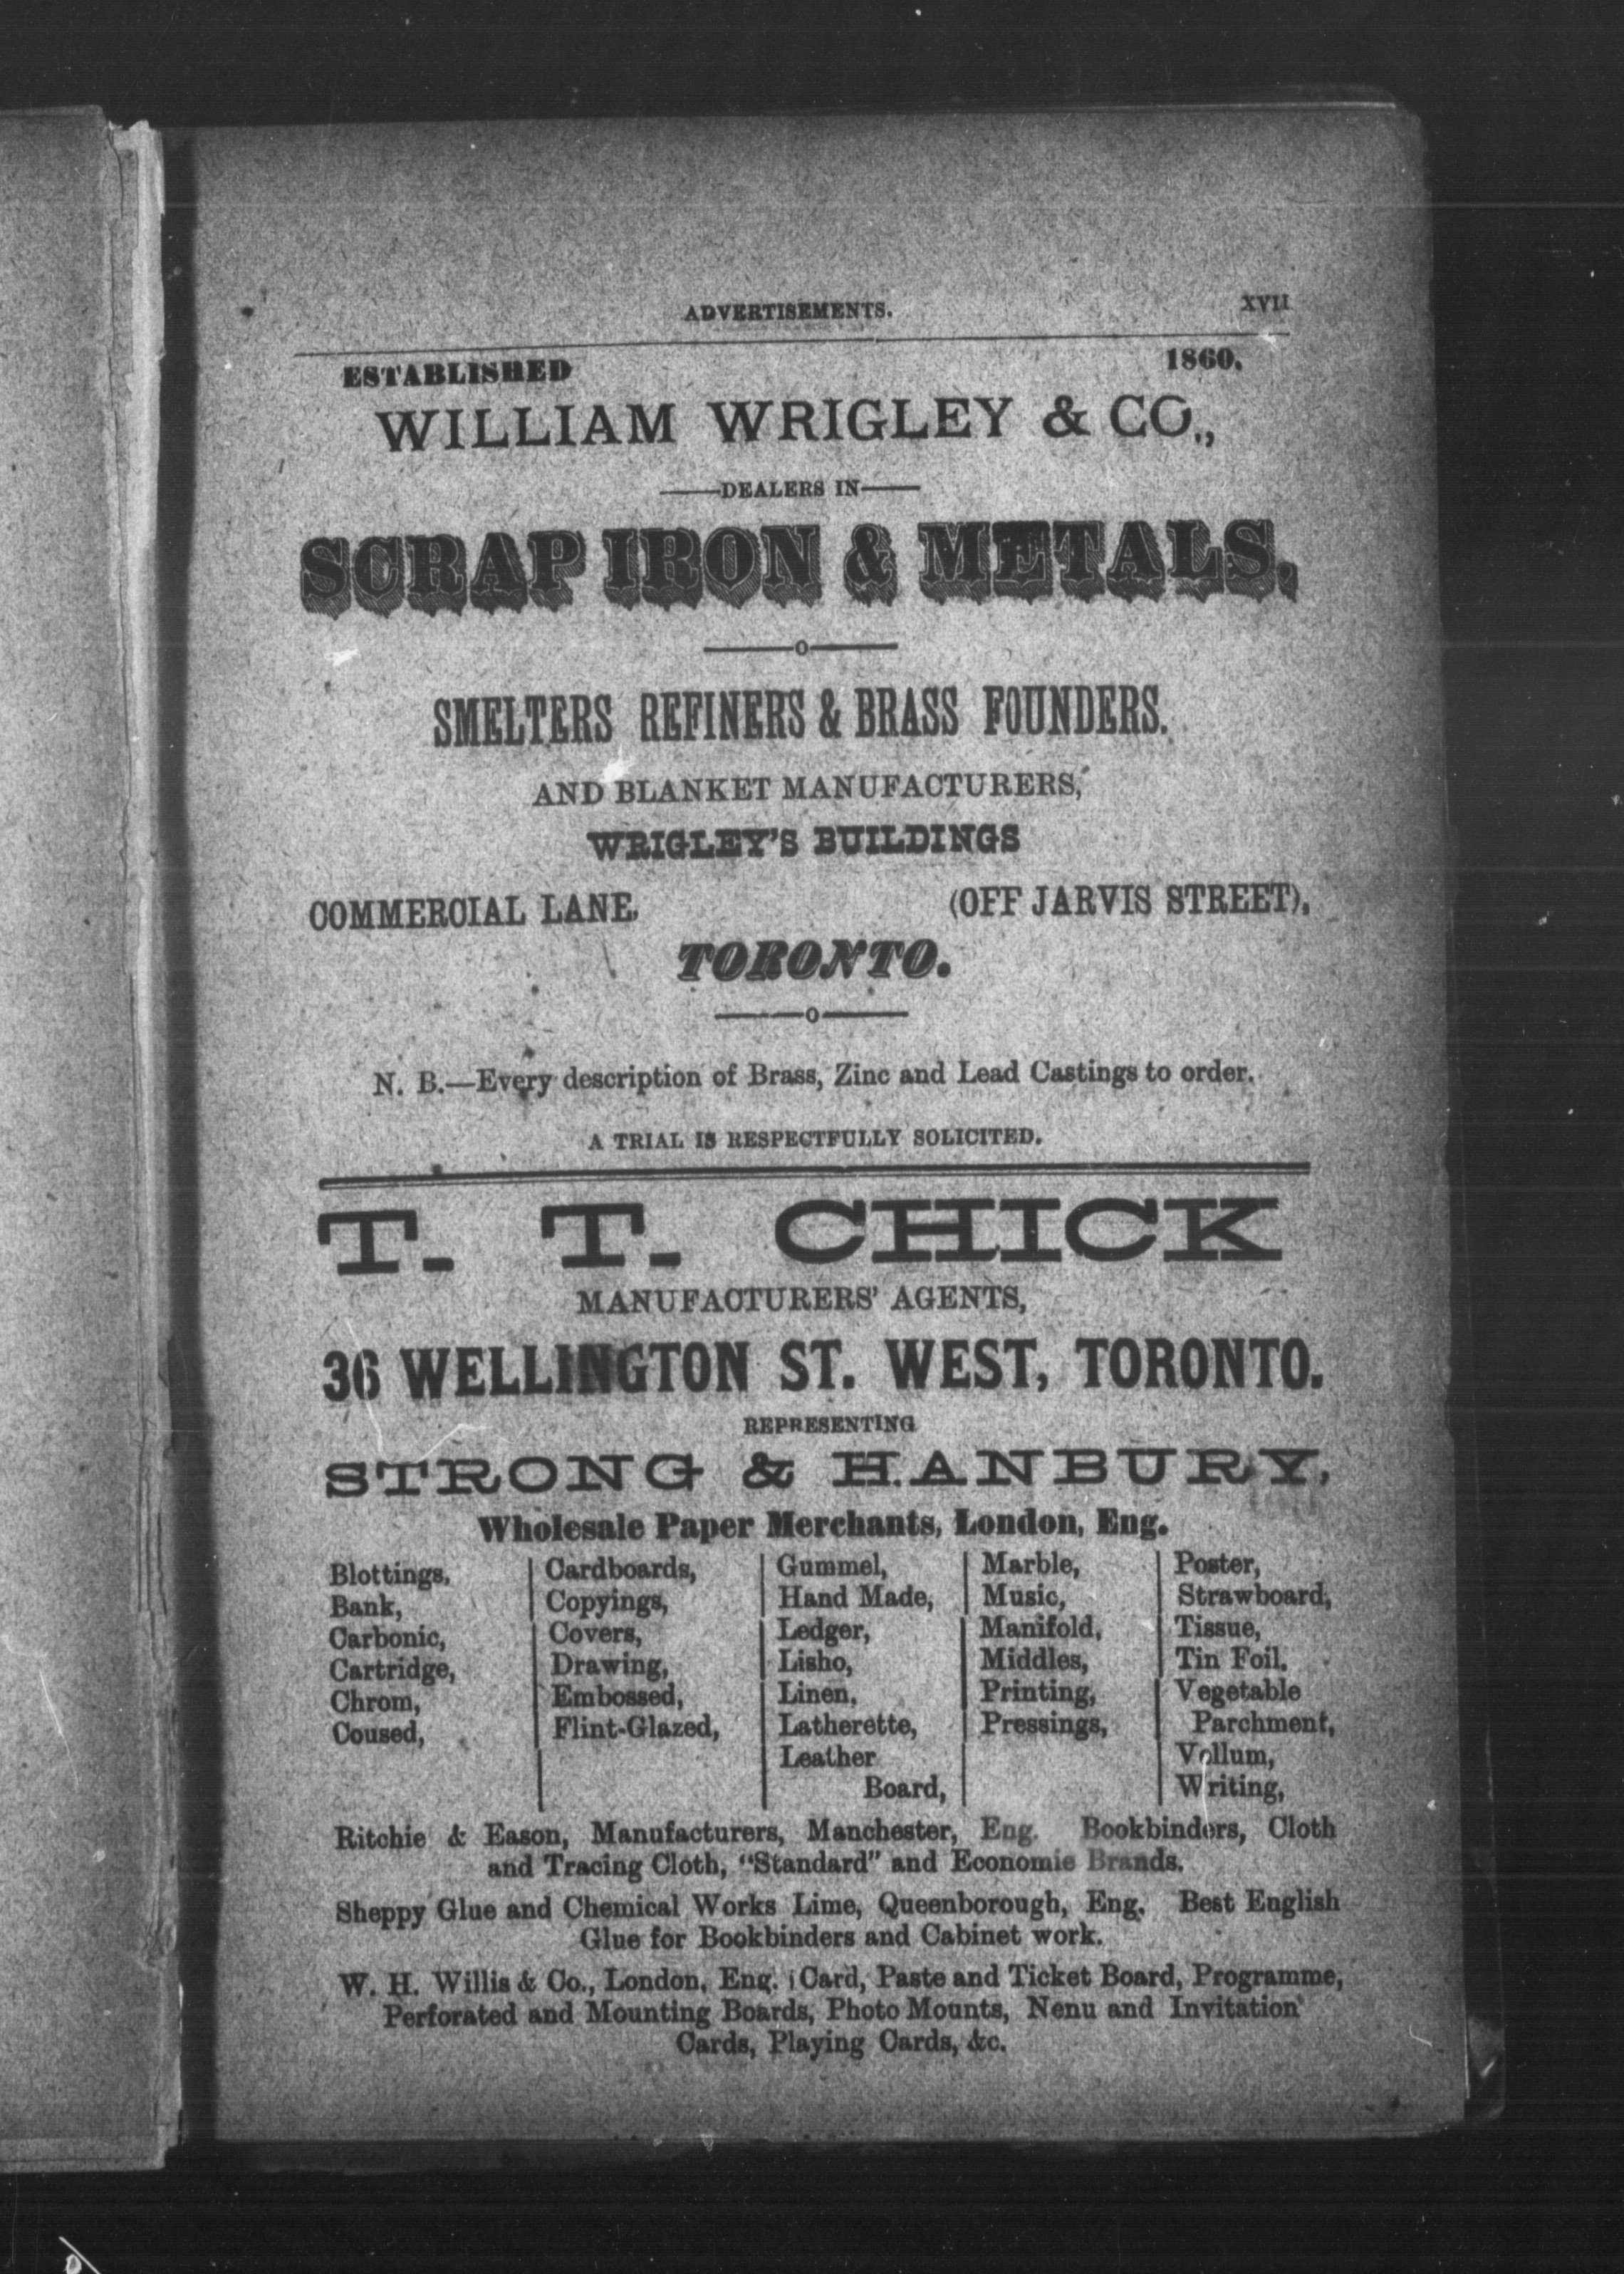 ADVERTISEMENTS. XVII
ESTABLISHED 1860.
WILLIAM WRIGLEY & CO.,
——DEALERS IN——
SCRAP IRON & METALS.
——o——
SMELTERS REFINERS & BRASS FOUNDERS.
AND BLANKET MANUFACTURERS,
WRIGLEY'S BUILDINGS
COMMERCIAL LANE, (OFF JARVIS STREET),
TORONTO.
——o——
N. B.—Every description of Brass, Zinc and Lead Castings to order.
A TRIAL IS RESPECTFULLY SOLICITED.
T. T. CHICK
MANUFACTURERS' AGENTS,
36 WELLINGTON ST. WEST, TORONTO.
REPRESENTING
STRONG & HANBURY,
Wholesale Paper Merchants, London, Eng.
Blottings,
Bank,
Carbonic,
Cartridge,
Chrom,
Coused,
Cardboards,
Copyings,
Covers,
Drawing,
Embossed,
Flint-Glazed,
Gummel,
Hand Made,
Ledger,
Lisho,
Linen,
Latherette,
Leather
Board,
Marble,
Music,
Manifold,
Middles,
Printing,
Pressings,
Poster,
Strawboard,
Tissue,
Tin Foil.
Vegetable
Parchment,
Vellum,
Writing,
Ritchie & Eason, Manufacturers, Manchester, Eng. Bookbinders, Cloth
and Tracing Cloth, "Standard" and Economie Brands.
Sheppy Glue and Chemical Works Lime, Queenborough, Eng. Best English
Glue for Bookbinders and Cabinet work.
W. H. Willis & Co., London, Eng. ; Card, Paste and Ticket Board, Programme,
Perforated and Mounting Boards, Photo Mounts, Nenu and Invitation
Cards, Playing Cards, &c.